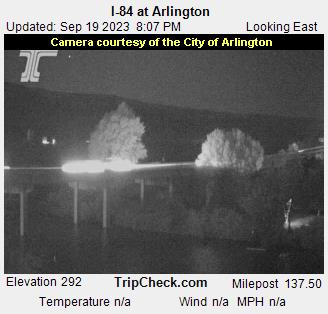 I-84 at Arlington
Updated: Sep 19 2023 8:07 PM Looking East
Camera courtesy of the City of Arlington
Elevation 292 TripCheck.com Milepost 137.50
Temperature n/a Wind n/a MPH n/a